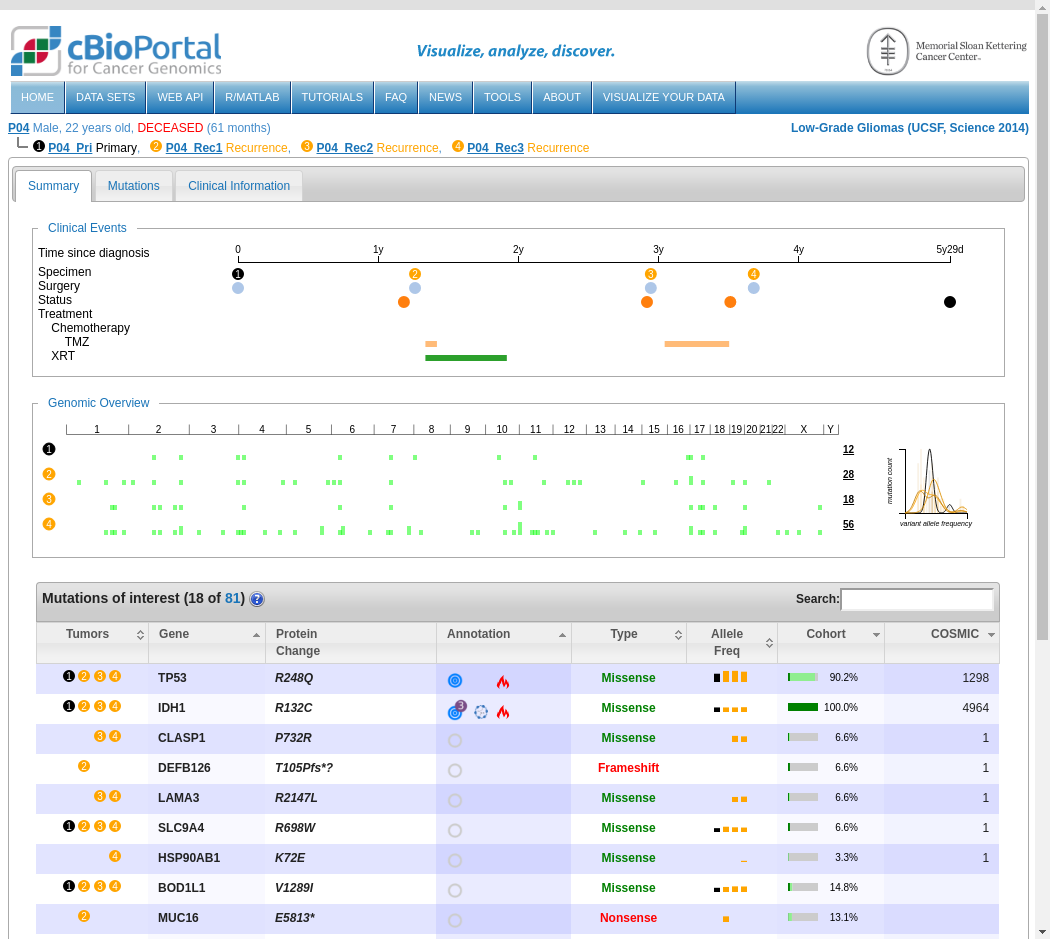 cBioPortal
for Cancer Genomics
Visualize, analyze, discover.
Memorial Sloan Kettering
Cancer Center
HOME DATA SETS WEB API R/MATLAB TUTORIALS FAQ NEWS TOOLS ABOUT VISUALIZE YOUR DATA
P04 Male, 22 years old, DECEASED (61 months) Low-Grade Gliomas (UCSF, Science 2014)
1 P04_Pri Primary, 2 P04_Rec1 Recurrence, 3 P04_Rec2 Recurrence, 4 P04_Rec3 Recurrence
Summary Mutations Clinical Information
Clinical Events
Time since diagnosis 0 1y 2y 3y 4y 5y29d
Specimen 1 2 3 4
Surgery
Status
Treatment
Chemotherapy
TMZ
XRT
Genomic Overview
1 2 3 4 5 6 7 8 9 10 11 12 13 14 15 16 17 18 19 20 21 22 X Y
1 12
2 28
3 18
4 56
mutation count
variant allele frequency
Mutations of interest (18 of 81) ? Search:
Tumors Gene Protein Change Annotation Type Allele Freq Cohort COSMIC
1 2 3 4 TP53 R248Q Missense 90.2% 1298
1 2 3 4 IDH1 R132C 3 Missense 100.0% 4964
3 4 CLASP1 P732R Missense 6.6% 1
2 DEFB126 T105Pfs*? Frameshift 6.6% 1
3 4 LAMA3 R2147L Missense 6.6% 1
1 2 3 4 SLC9A4 R698W Missense 6.6% 1
4 HSP90AB1 K72E Missense 3.3% 1
1 2 3 4 BOD1L1 V1289I Missense 14.8%
2 MUC16 E5813* Nonsense 13.1%